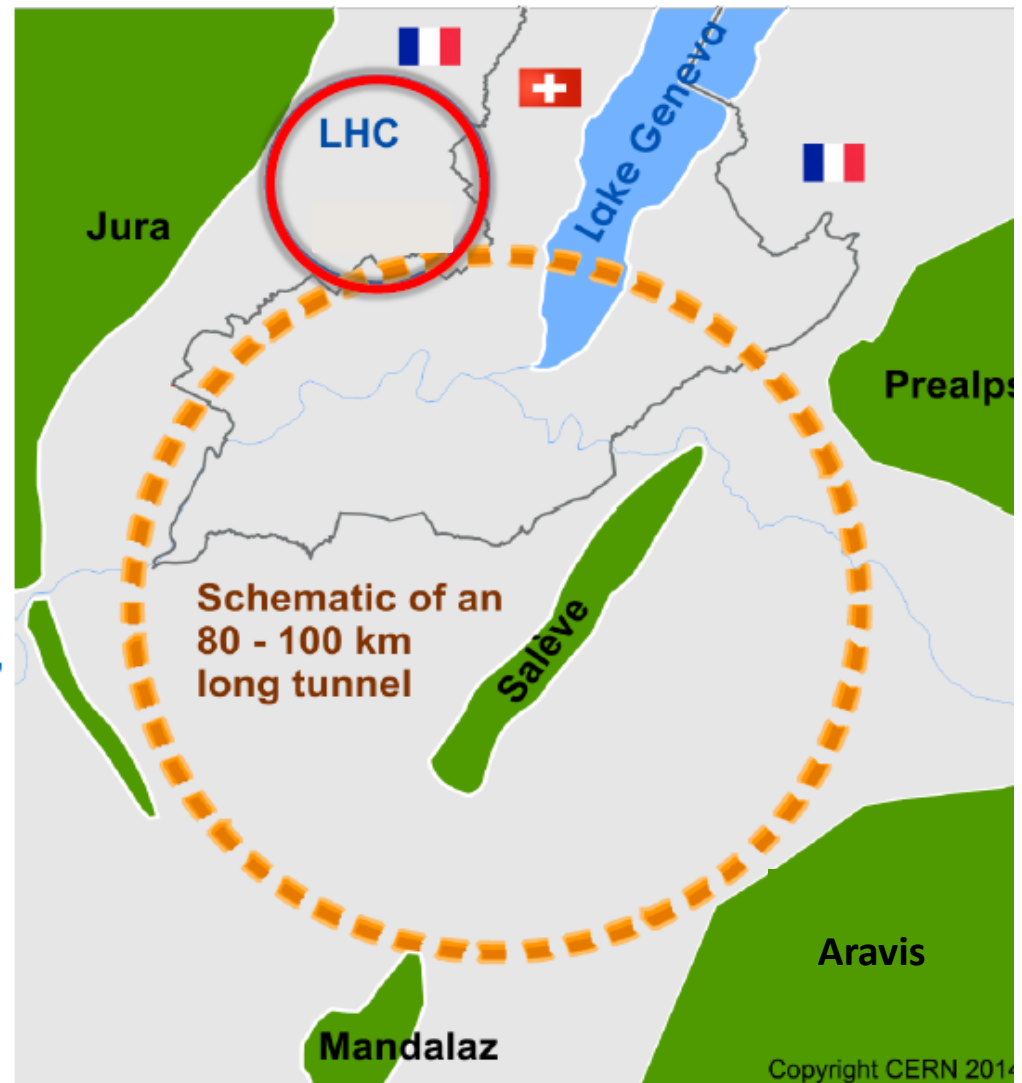 LHC
Lake Geneva
Jura
Prealps
Schematic of an
80 - 100 km
long tunnel
Salève
Aravis
Mandalaz
Copyright CERN 2014